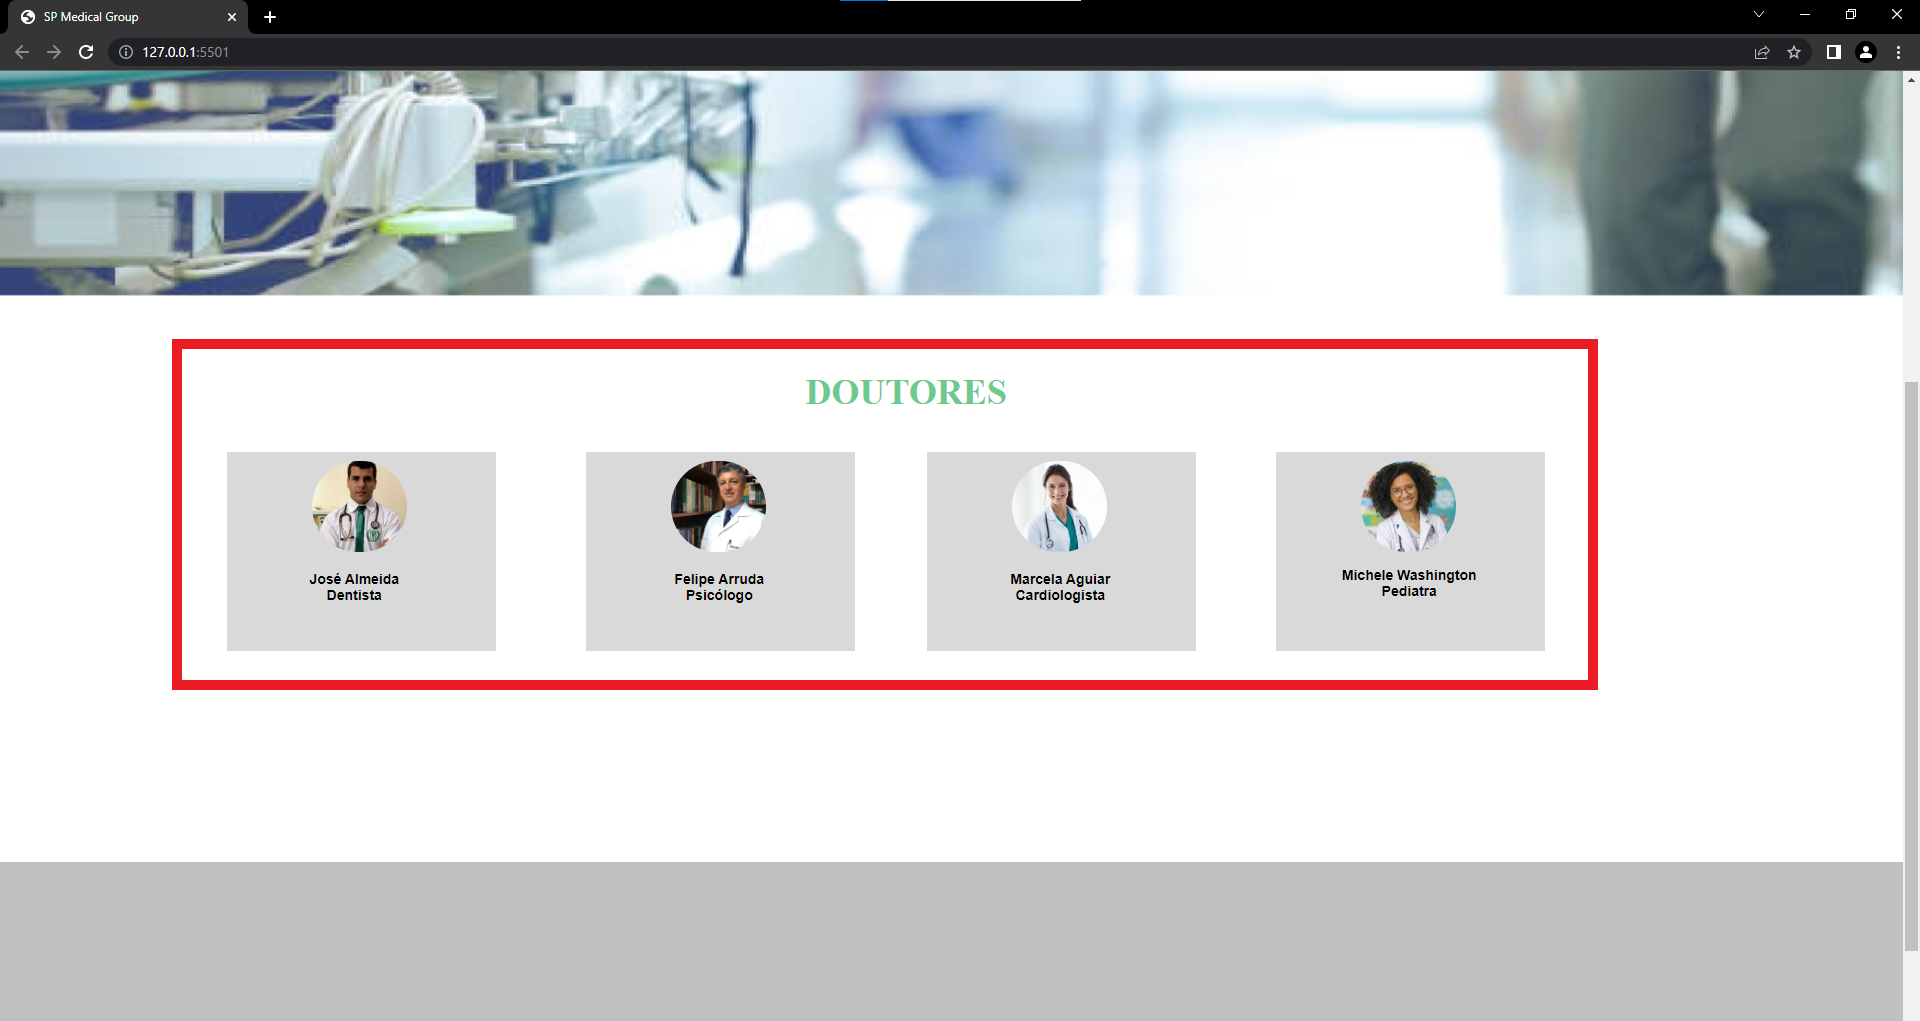 SP Medical Group
127.0.0.1:5501
DOUTORES
José Almeida
Dentista
Felipe Arruda
Psicólogo
Marcela Aguiar
Cardiologista
Michele Washington
Pediatra